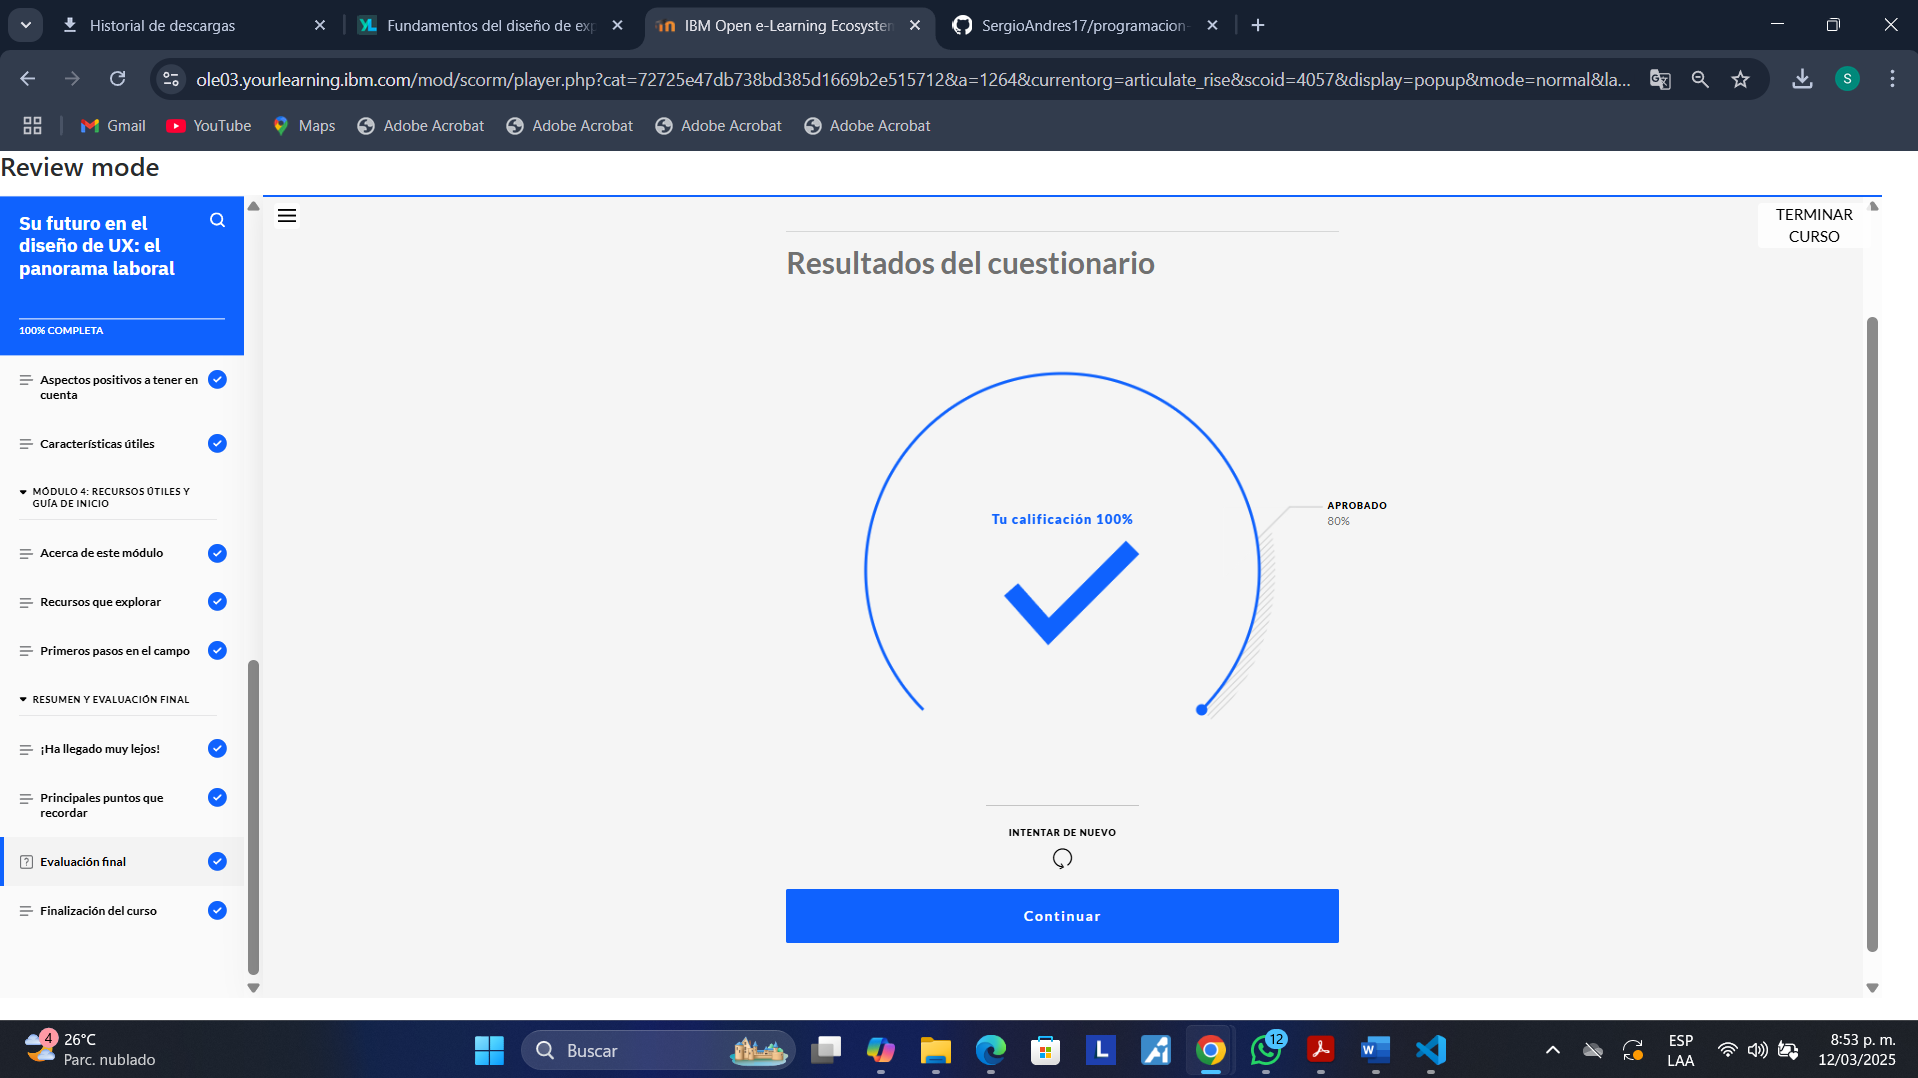 Historial de descargas
Fundamentos del diseño de exp
IBM Open e-Learning Ecosystem
SergioAndres17/programacion-
ole03.yourlearning.ibm.com/mod/scorm/player.php?cat=72725e47db738bd385d1669b2e515712&a=1264&currentorg=articulate_rise&scoid=4057&display=popup&mode=normal&la...
S
Gmail
YouTube
Maps
Adobe Acrobat
Adobe Acrobat
Adobe Acrobat
Adobe Acrobat
Review mode
Su futuro en el
diseño de UX: el
panorama laboral
100% COMPLETA
Aspectos positivos a tener en
cuenta
Características útiles
MÓDULO 4: RECURSOS ÚTILES Y
GUÍA DE INICIO
Acerca de este módulo
Recursos que explorar
Primeros pasos en el campo
RESUMEN Y EVALUACIÓN FINAL
¡Ha llegado muy lejos!
Principales puntos que
recordar
Evaluación final
Finalización del curso
TERMINAR
CURSO
Resultados del cuestionario
Tu calificación 100%
APROBADO
80%
INTENTAR DE NUEVO
Continuar
4
26°C
Parc. nublado
Buscar
L
12
W
ESP
LAA
8:53 p. m.
12/03/2025